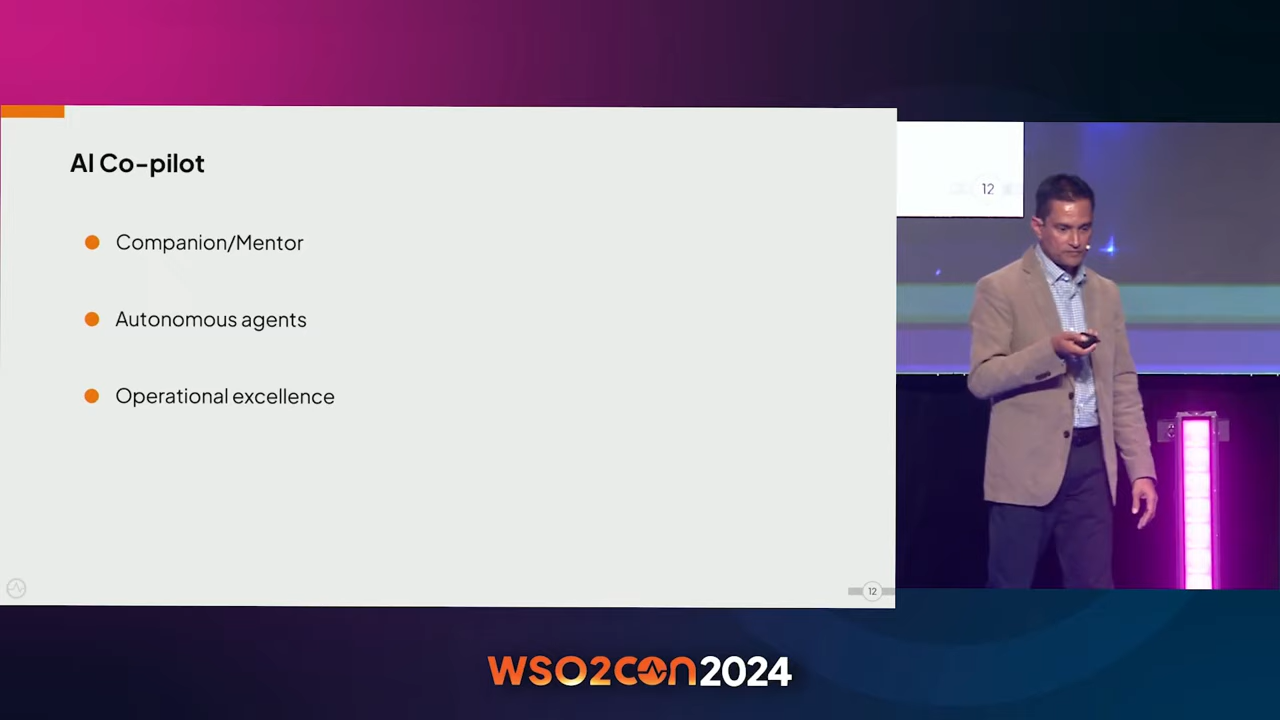 AI Co-pilot
Companion/Mentor
Autonomous agents
Operational excellence
12
12
WSO2CON2024